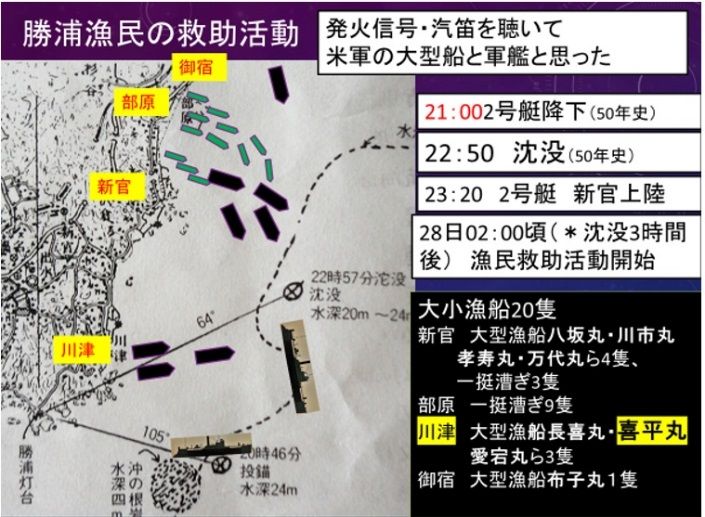 勝浦漁民の救助活動
発火信号・汽笛を聴いて
米軍の大型船と軍艦と思った
御宿
部原
部原
新官
新官
川津
川津
21：002号艇降下(50年史)
22：50 沈没(50年史)
23：20 2号艇 新官上陸
28日02：00頃(＊沈没3時間
後) 漁民救助活動開始
22時57分沱没
沈没
水深20m ～24m
64°
105°
20時46分
投錨
水深24m
勝浦灯台
沖の根岩
水深四m
大小漁船20隻
新官 大型漁船八坂丸・川市丸
孝寿丸・万代丸ら4隻、
一挺漕ぎ3隻
部原 一挺漕ぎ9隻
川津 大型漁船長喜丸・喜平丸
愛宕丸ら3隻
御宿 大型漁船布子丸1隻